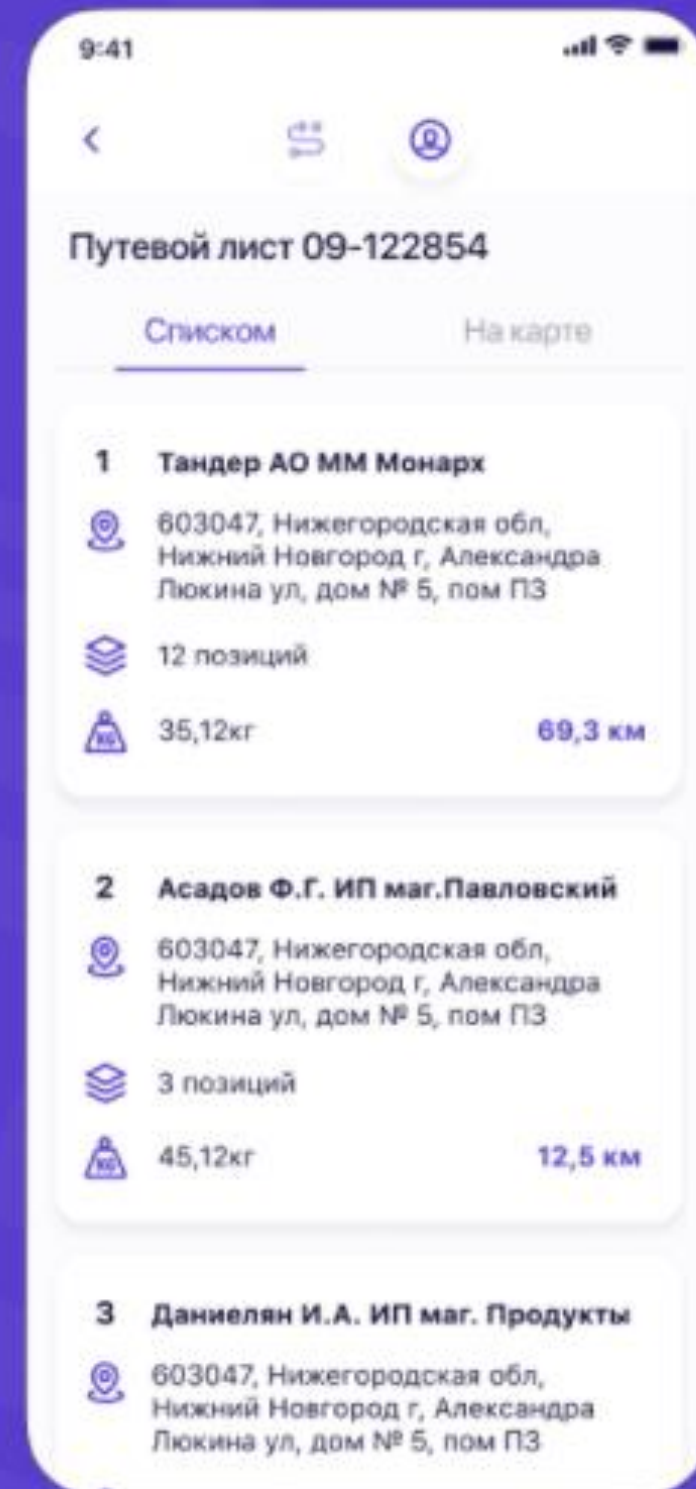 9:41
Путевой лист 09-122854
Списком На карте
1 Тандер АО ММ Монарх
603047, Нижегородская обл,
Нижний Новгород г, Александра
Люкина ул, дом № 5, пом П3
12 позиций
KG 35,12кг 69,3 км
2 Асадов Ф.Г. ИП маг.Павловский
603047, Нижегородская обл,
Нижний Новгород г, Александра
Люкина ул, дом № 5, пом П3
3 позиций
KG 45,12кг 12,5 км
3 Даниелян И.А. ИП маг. Продукты
603047, Нижегородская обл,
Нижний Новгород г, Александра
Люкина ул, дом № 5, пом П3